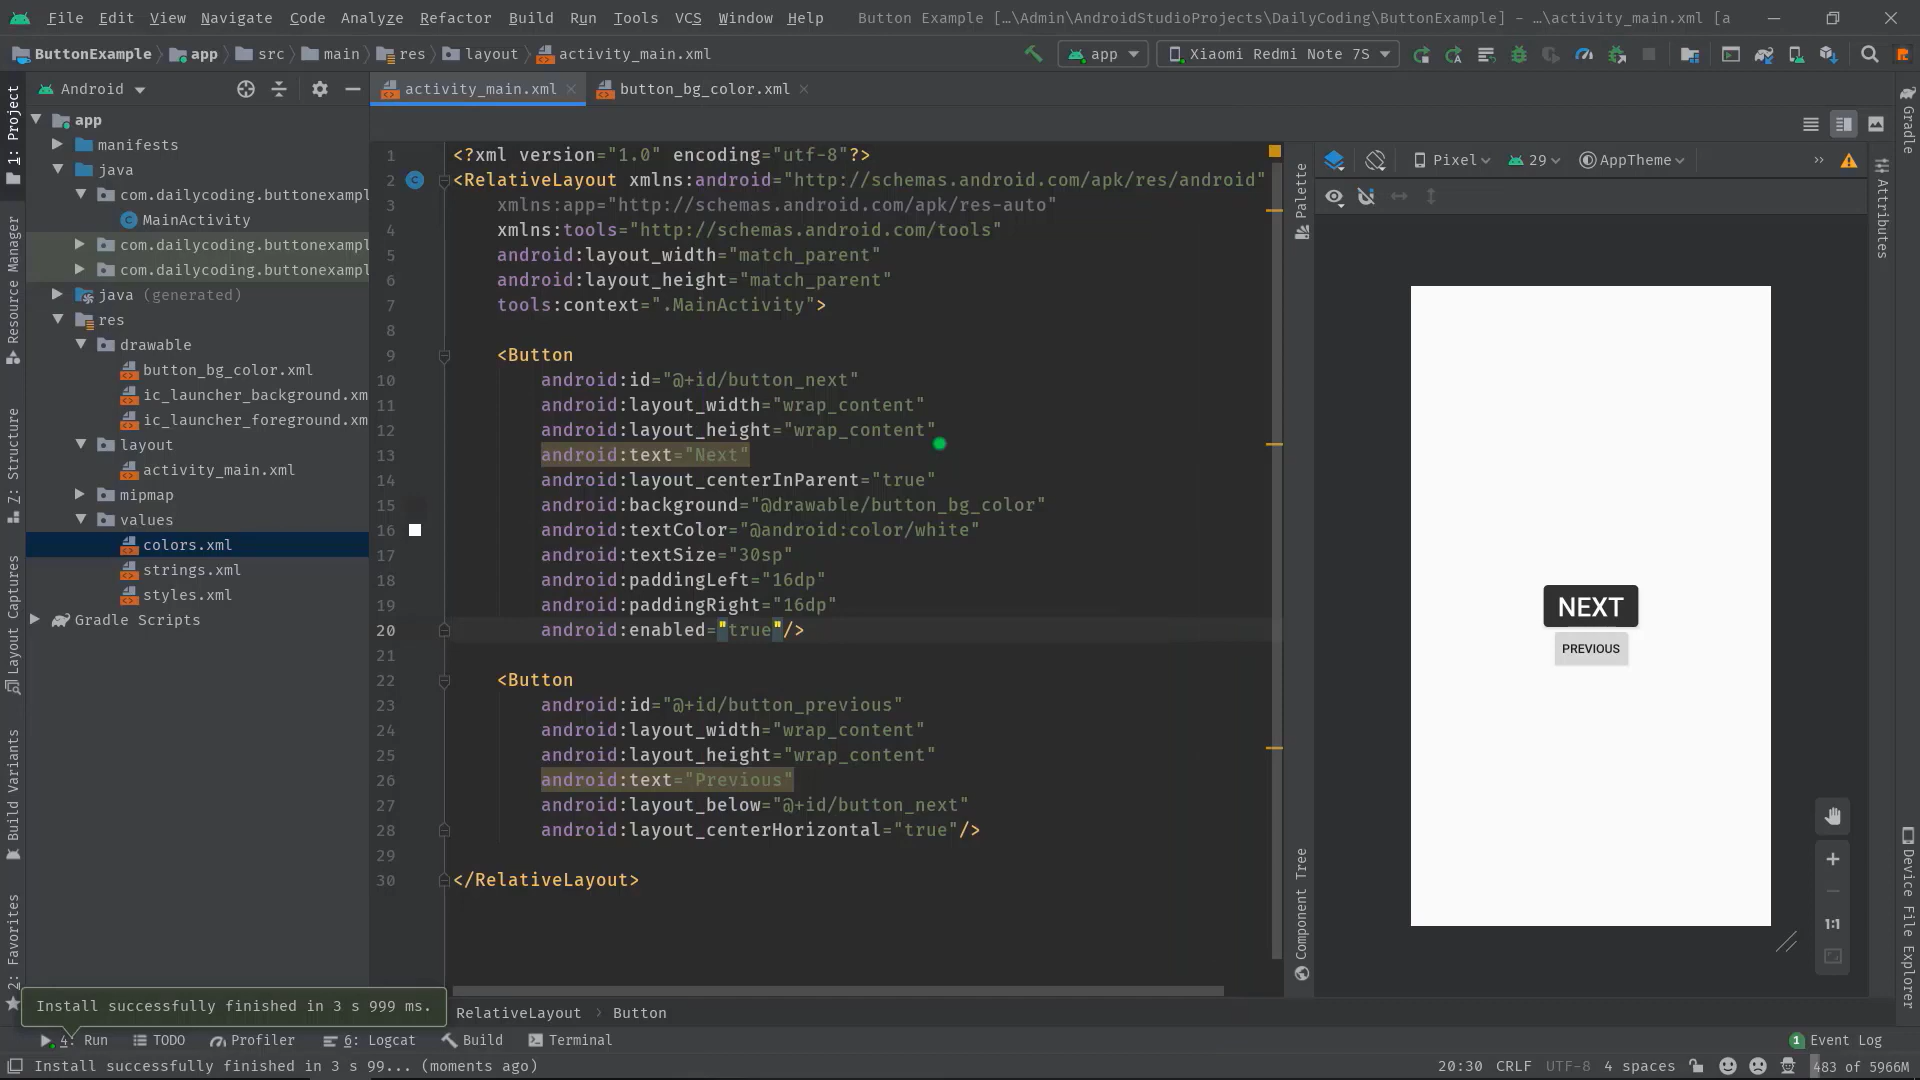 File Edit View Navigate Code Analyze Refactor Build Run Tools VCS Window Help Button Example [...\Admin\AndroidStudioProjects\DailyCoding\ButtonExample] - ...\activity_main.xml [a
ButtonExample app src main res layout activity_main.xml app Xiaomi Redmi Note 7S
Android
activity_main.xml
button_bg_color.xml
1: Project
Resource Manager
7: Structure
Layout Captures
Build Variants
2: Favorites
app
manifests
java
com.dailycoding.buttonexampl
MainActivity
com.dailycoding.buttonexampl
com.dailycoding.buttonexampl
java (generated)
res
drawable
button_bg_color.xml
ic_launcher_background.xm
ic_launcher_foreground.xm
layout
activity_main.xml
mipmap
values
colors.xml
strings.xml
styles.xml
Gradle Scripts
1 <?xml version="1.0" encoding="utf-8"?>
2 <RelativeLayout xmlns:android="http://schemas.android.com/apk/res/android"
3 xmlns:app="http://schemas.android.com/apk/res-auto"
4 xmlns:tools="http://schemas.android.com/tools"
5 android:layout_width="match_parent"
6 android:layout_height="match_parent"
7 tools:context=".MainActivity">
8
9 <Button
10 android:id="@+id/button_next"
11 android:layout_width="wrap_content"
12 android:layout_height="wrap_content"
13 android:text="Next"
14 android:layout_centerInParent="true"
15 android:background="@drawable/button_bg_color"
16 android:textColor="@android:color/white"
17 android:textSize="30sp"
18 android:paddingLeft="16dp"
19 android:paddingRight="16dp"
20 android:enabled="true"/>
21
22 <Button
23 android:id="@+id/button_previous"
24 android:layout_width="wrap_content"
25 android:layout_height="wrap_content"
26 android:text="Previous"
27 android:layout_below="@+id/button_next"
28 android:layout_centerHorizontal="true"/>
29
30 </RelativeLayout>
Palette
Component Tree
Pixel 29 AppTheme
NEXT
PREVIOUS
1:1
Gradle
Attributes
Device File Explorer
Install successfully finished in 3 s 999 ms.
RelativeLayout > Button
4: Run TODO Profiler 6: Logcat Build Terminal 1 Event Log
Install successfully finished in 3 s 99... (moments ago) 20:30 CRLF UTF-8 4 spaces 483 of 5966M